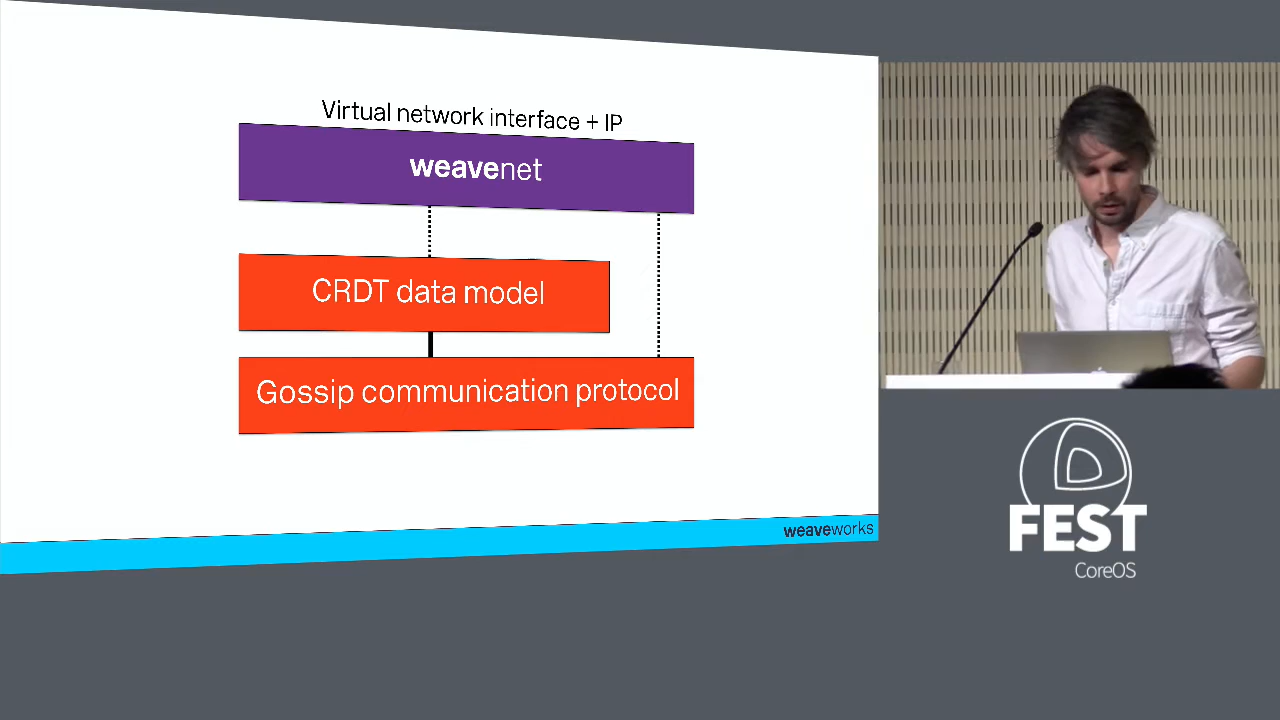 Virtual network interface + IP
weavenet
CRDT data model
Gossip communication protocol
weaveworks
FEST
CoreOS